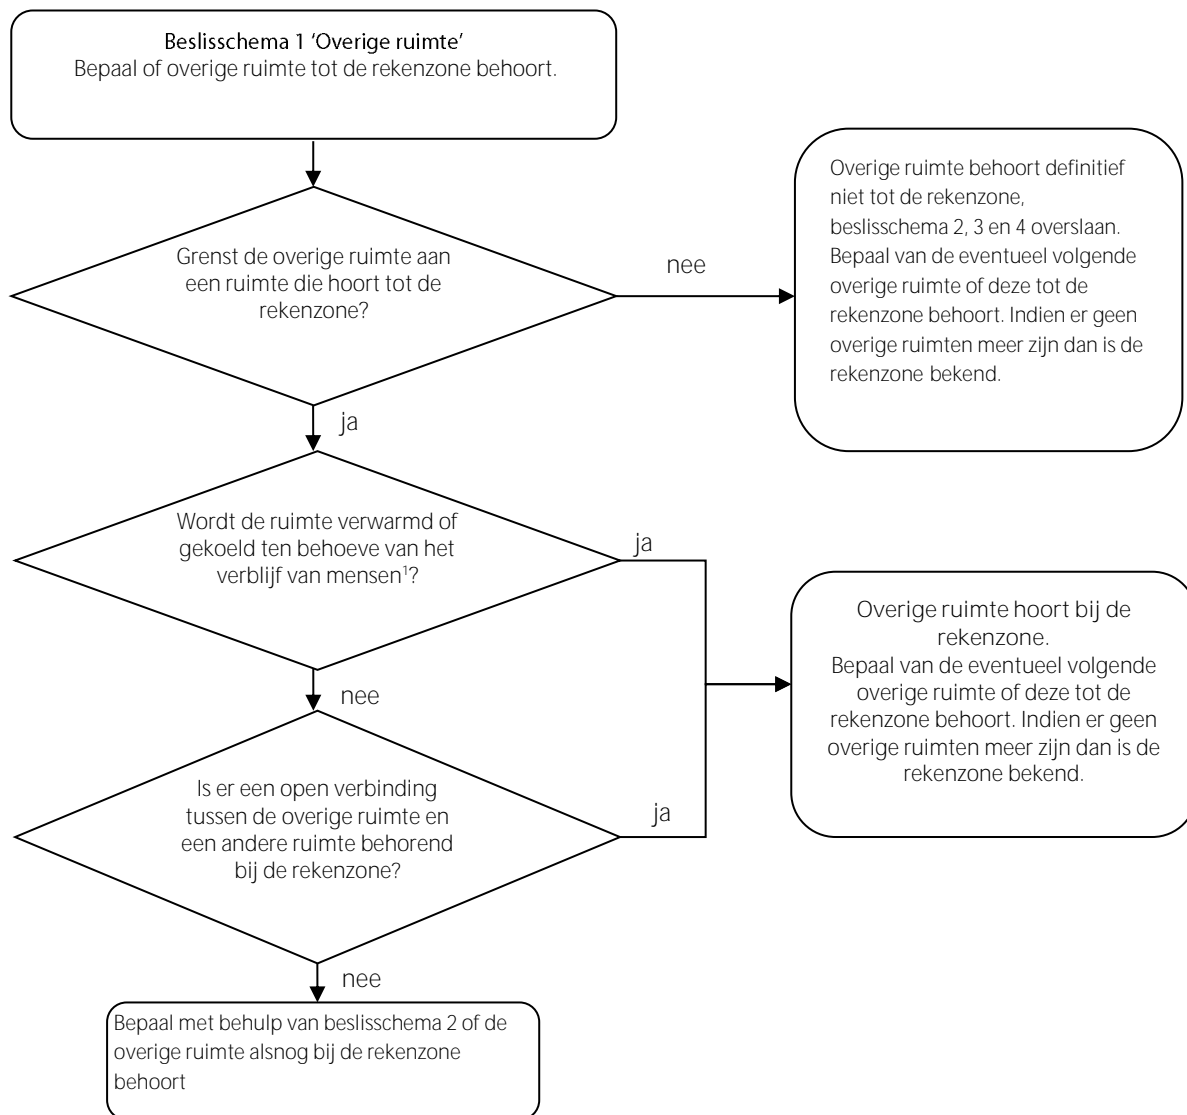 Beslisschema 1 ‘Overige ruimte’
Bepaal of overige ruimte tot de rekenzone behoort.
Grenst de overige ruimte aan
een ruimte die hoort tot de
rekenzone?
nee
Overige ruimte behoort definitief
niet tot de rekenzone,
beslisschema 2, 3 en 4 overslaan.
Bepaal van de eventueel volgende
overige ruimte of deze tot de
rekenzone behoort. Indien er geen
overige ruimten meer zijn dan is de
rekenzone bekend.
ja
Wordt de ruimte verwarmd of
gekoeld ten behoeve van het
verblijf van mensen¹?
ja
Overige ruimte hoort bij de
rekenzone.
Bepaal van de eventueel volgende
overige ruimte of deze tot de
rekenzone behoort. Indien er geen
overige ruimten meer zijn dan is de
rekenzone bekend.
nee
Is er een open verbinding
tussen de overige ruimte en
een andere ruimte behorend
bij de rekenzone?
ja
nee
Bepaal met behulp van beslisschema 2 of de
overige ruimte alsnog bij de rekenzone
behoort